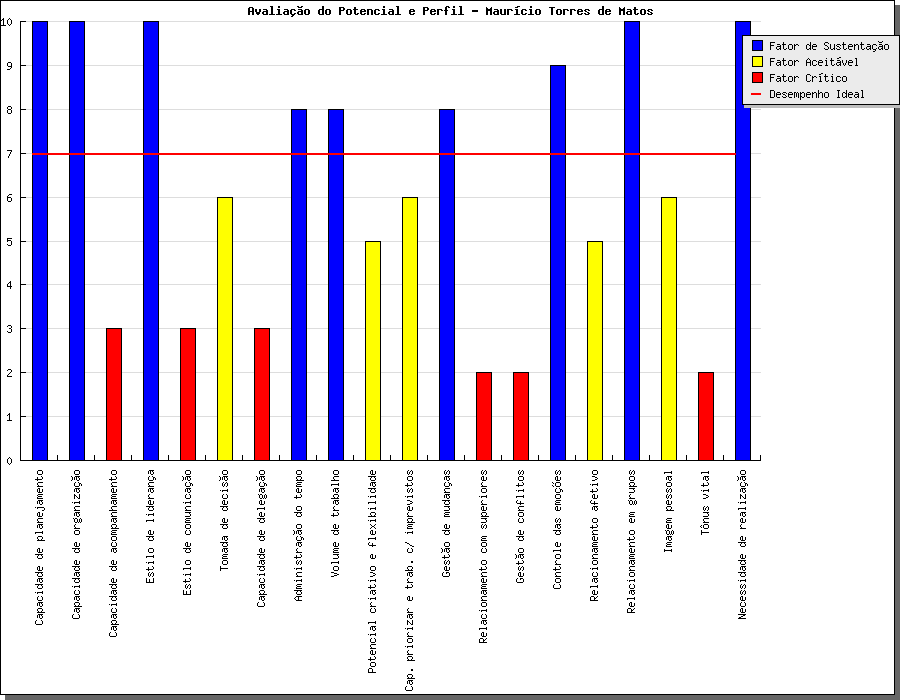 Avaliação do Potencial e Perfil - Maurício Torres de Matos
Fator de Sustentação
Fator Aceitável
Fator Crítico
Desempenho Ideal
10
9
8
7
6
5
4
3
2
1
0
Capacidade de planejamento
Capacidade de organização
Capacidade de acompanhamento
Estilo de liderança
Estilo de comunicação
Tomada de decisão
Capacidade de delegação
Administração do tempo
Volume de trabalho
Potencial criativo e flexibilidade
Cap. priorizar e trab. c/ imprevistos
Gestão de mudanças
Relacionamento com superiores
Gestão de conflitos
Controle das emoções
Relacionamento afetivo
Relacionamento em grupos
Imagem pessoal
Tônus vital
Necessidade de realização